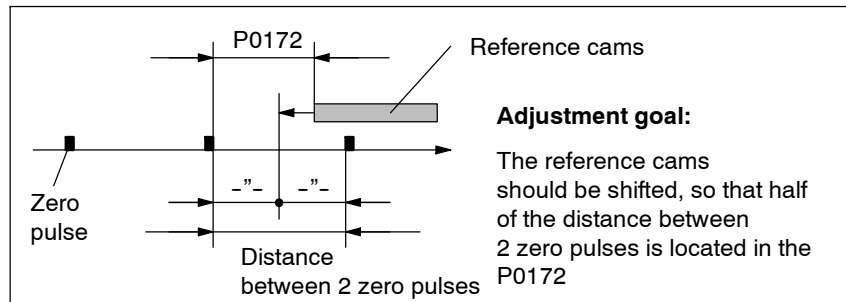 P0172
Reference cams
Adjustment goal:
The reference cams
should be shifted, so that half
of the distance between
2 zero pulses is located in the
P0172
Zero
pulse
-”- -”-
Distance
between 2 zero pulses